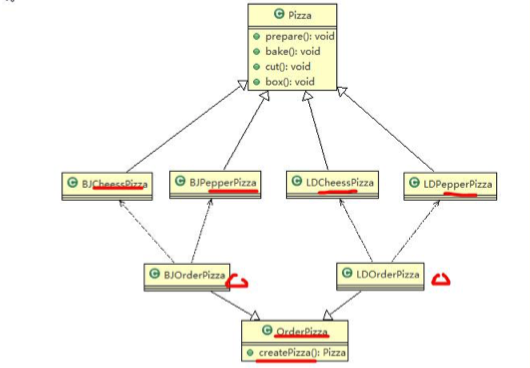 C Pizza
prepare(): void
bake(): void
cut(): void
box(): void
C BJCheessPizza
C BJPepperPizza
C LDCheessPizza
C LDPepperPizza
C BJOrderPizza
C LDOrderPizza
C OrderPizza
createPizza(): Pizza